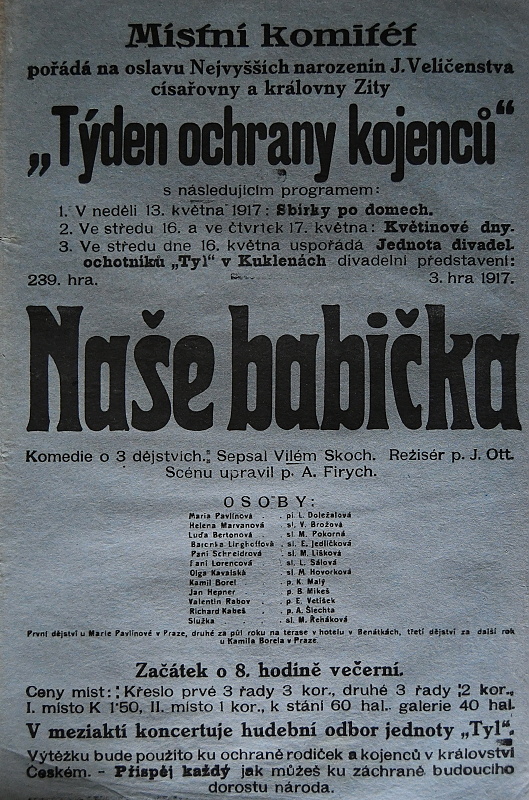 Místní komitét
pořádá na oslavu Nejvyšších narozenin J. Veličenstva
císařovny a královny Zity
„Týden ochrany kojenců“
s následujícím programem:
1. V neděli 13. května 1917: Sbírky po domech.
2. Ve středu 16. a ve čtvrtek 17. května: Květinové dny.
3. Ve středu dne 16. května uspořádá Jednota divadel.
ochotníků „Tyl“ v Kuklenách divadelní představení:
239. hra. 3. hra 1917.
Naše babička
Komedie o 3 dějstvích. Sepsal Vilém Skoch. Režisér p. J. Ott.
Scénu upravil p. A. Firych.
OSOBY:
Maria Pavlínová . . pí. L. Doležalová
Helena Marvanová . sl. V. Brožová
Luďa Bertonová . . sl. M. Pokorná
Baronka Linghoffová . sl. E. Jedličková
Paní Schneidrová . sl. M. Lišková
Paní Lorencová . sl. L. Sálová
Olga Kavalská . . sl. M. Hovorková
Kamil Borel . . p. K. Malý
Jan Hepner . . p. B. Mikeš
Valentin Rabov . . p. E. Vetišek
Richard Kabeš . . p. A. Šlechta
Služka . . sl. M. Řeháková
První dějství u Marie Pavlínové v Praze, druhé za půl roku na terase v hotelu v Benátkách, třetí dějství za další rok
u Kamila Borela v Praze.
Začátek o 8. hodině večerní.
Ceny míst: Křeslo prvé 3 řady 3 kor., druhé 3 řady 2 kor.,
I. místo K 1·50, II. místo 1 kor., k stání 60 hal. galerie 40 hal.
V meziaktí koncertuje hudební odbor jednoty „Tyl“.
Výtěžku bude použito ku ochraně rodiček a kojenců v království
Českém. - Přispěj každý jak můžeš ku záchraně budoucího
dorostu národa.